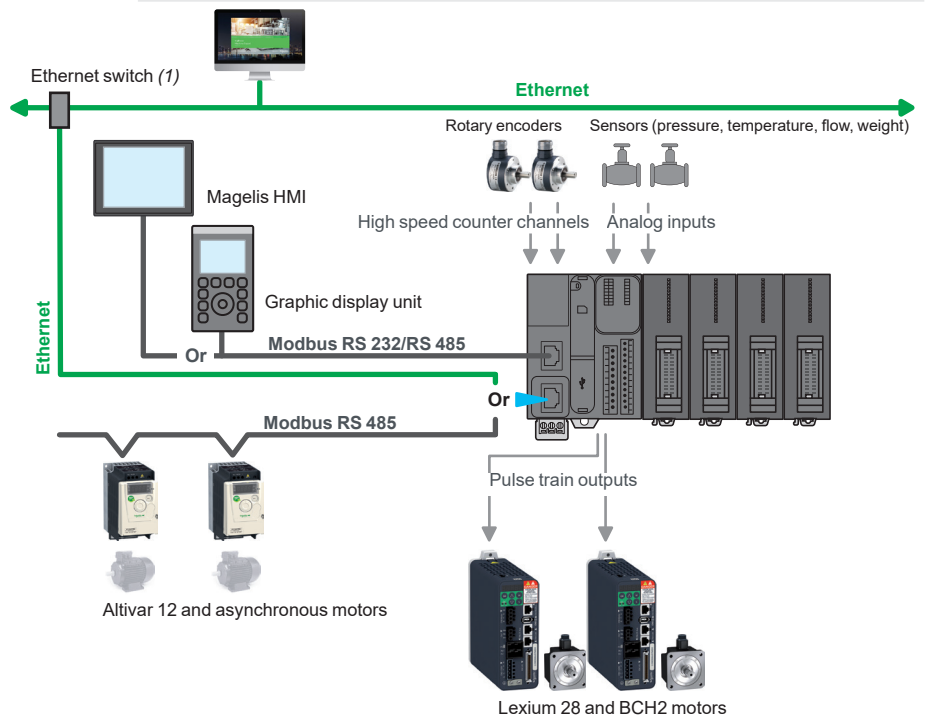 Ethernet switch (1)
Ethernet
Rotary encoders
Sensors (pressure, temperature, flow, weight)
Magelis HMI
High speed counter channels
Analog inputs
Graphic display unit
Ethernet
Modbus RS 232/RS 485
Or
Or
Modbus RS 485
Pulse train outputs
Altivar 12 and asynchronous motors
Lexium 28 and BCH2 motors